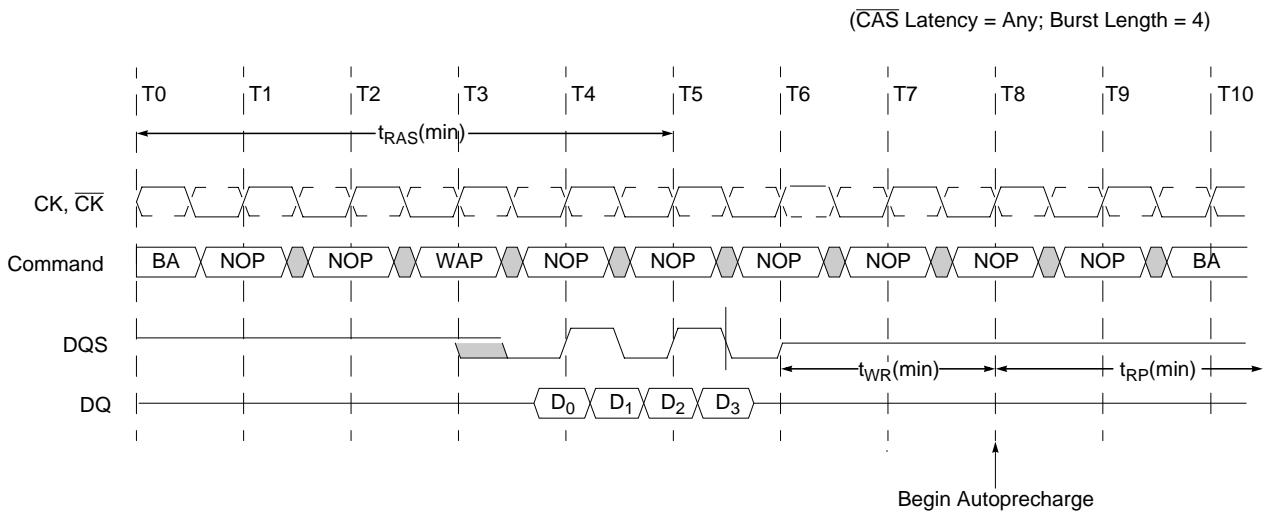 (CAS Latency = Any; Burst Length = 4)
T0 T1 T2 T3 T4 T5 T6 T7 T8 T9 T10
tRAS(min)
CK, CK
Command BA NOP NOP WAP NOP NOP NOP NOP NOP NOP BA
DQS
tWR(min) tRP(min)
DQ D0 D1 D2 D3
Begin Autoprecharge